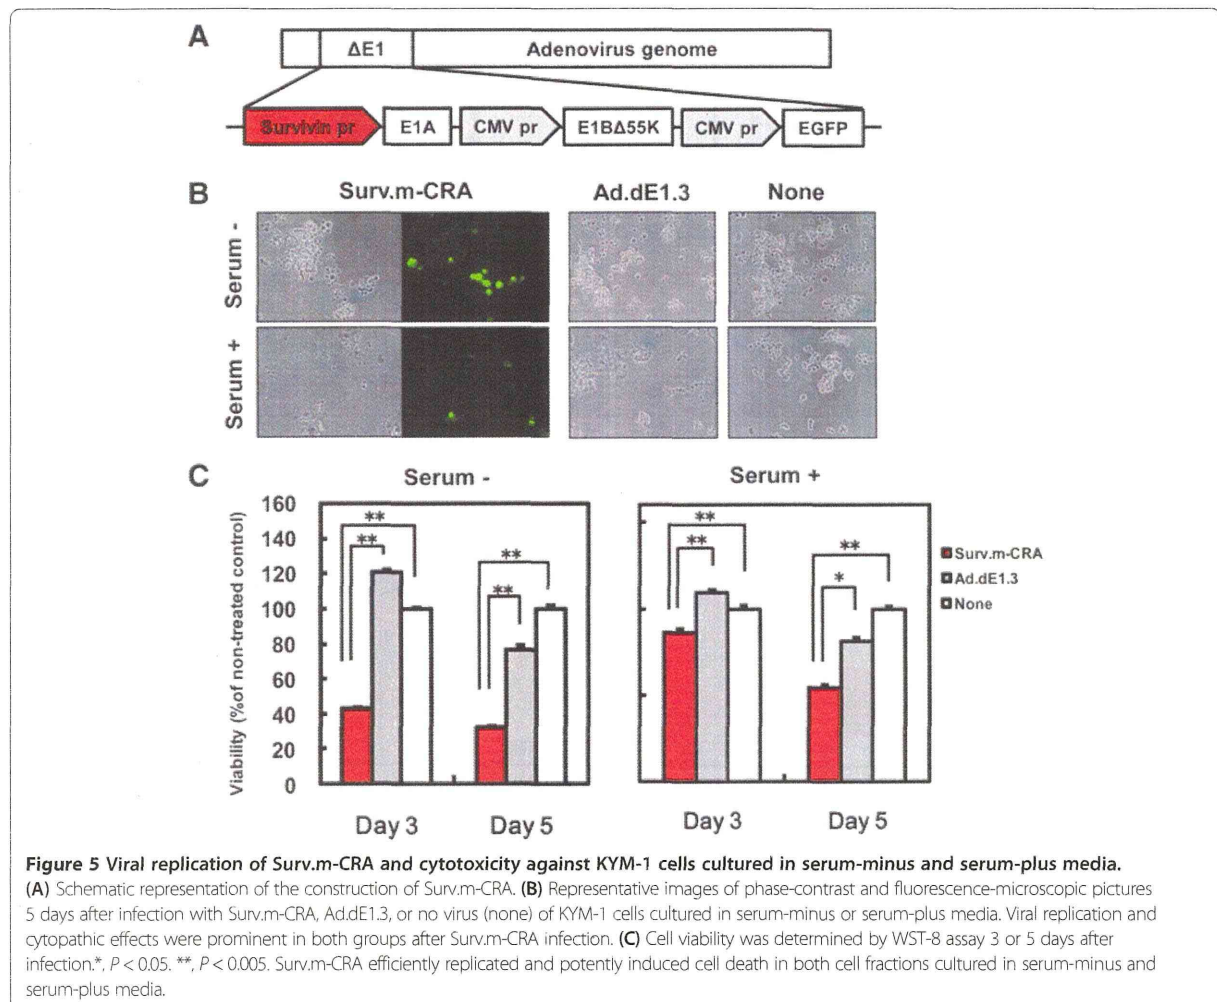 A
ΔE1 Adenovirus genome
Survivin pr E1A CMV pr E1BΔ55K CMV pr EGFP
B
Surv.m-CRA Ad.dE1.3 None
Serum -
Serum +
C
Serum - Serum +
Viability (%of non-treated control)
160
140
120
100
80
60
40
20
0
** ** ** **
** ** * **
Surv.m-CRA
Ad.dE1.3
None
Day 3 Day 5 Day 3 Day 5
Figure 5 Viral replication of Surv.m-CRA and cytotoxicity against KYM-1 cells cultured in serum-minus and serum-plus media.
(A) Schematic representation of the construction of Surv.m-CRA. (B) Representative images of phase-contrast and fluorescence-microscopic pictures
5 days after infection with Surv.m-CRA, Ad.dE1.3, or no virus (none) of KYM-1 cells cultured in serum-minus or serum-plus media. Viral replication and
cytopathic effects were prominent in both groups after Surv.m-CRA infection. (C) Cell viability was determined by WST-8 assay 3 or 5 days after
infection.*, P < 0.05. **, P < 0.005. Surv.m-CRA efficiently replicated and potently induced cell death in both cell fractions cultured in serum-minus and
serum-plus media.